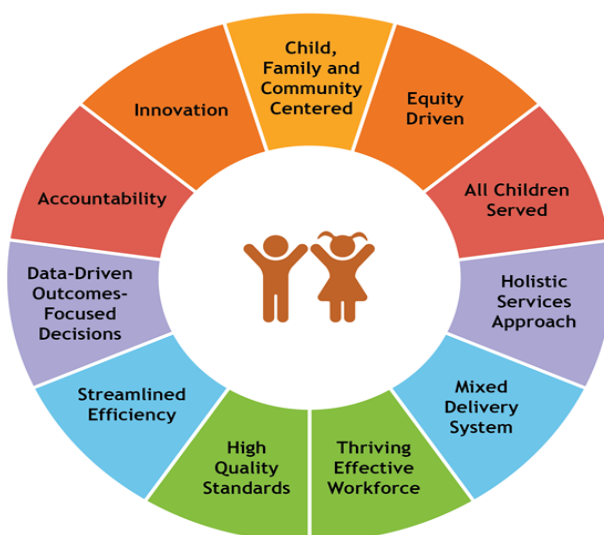 Child,
Family and
Community
Centered
Equity
Driven
All Children
Served
Holistic
Services
Approach
Mixed
Delivery
System
Thriving
Effective
Workforce
High
Quality
Standards
Streamlined
Efficiency
Data-Driven
Outcomes-
Focused
Decisions
Accountability
Innovation